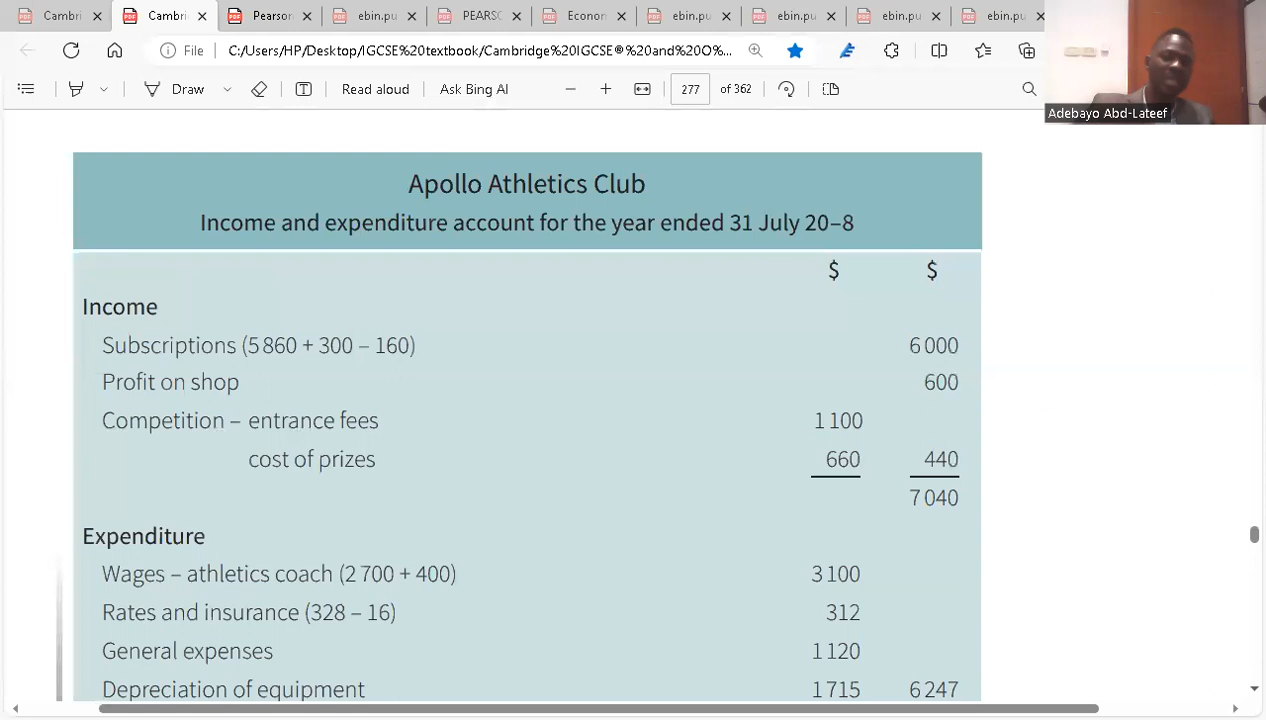 Cambri
Cambri
Pearson
ebin.pu
PEARS
Econom
ebin.pu
ebin.pu
ebin.pu
ebin.pu
File
C:/Users/HP/Desktop/IGCSE%20textbook/Cambridge%20IGCSE®%20and%20O%...
Draw
Read aloud
Ask Bing AI
277
of 362
Adebayo Abd-Lateef
Apollo Athletics Club
Income and expenditure account for the year ended 31 July 20–8
$ $
Income
Subscriptions (5 860 + 300 – 160) 6 000
Profit on shop 600
Competition – entrance fees 1 100
cost of prizes 660 440
7 040
Expenditure
Wages – athletics coach (2 700 + 400) 3 100
Rates and insurance (328 – 16) 312
General expenses 1 120
Depreciation of equipment 1 715 6 247